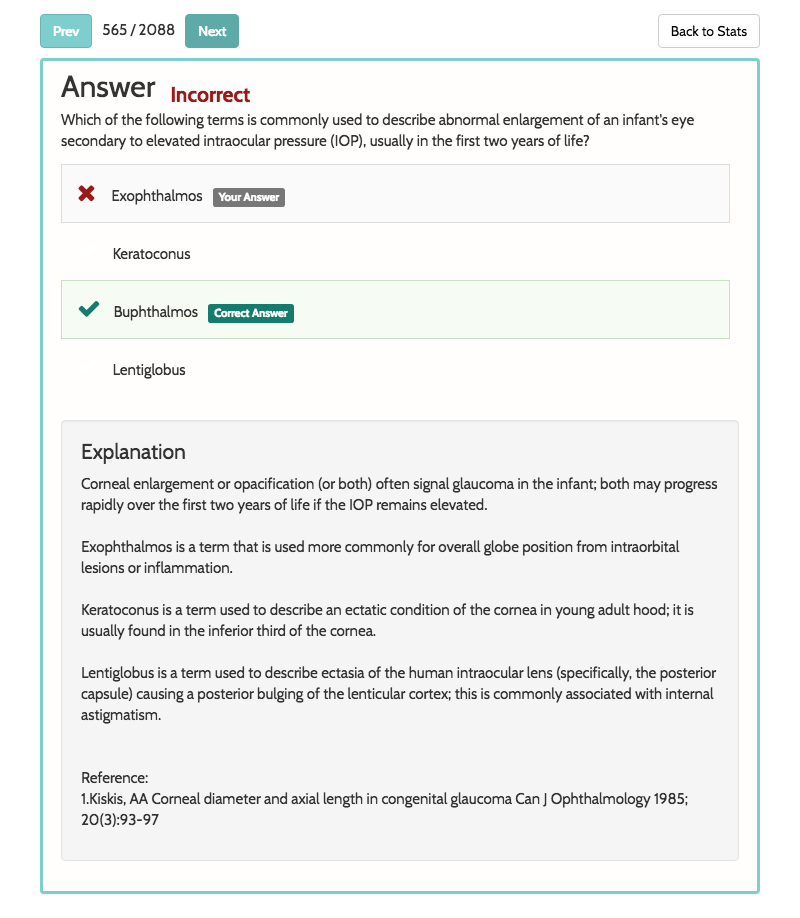 Prev 565 / 2088 Next Back to Stats
Answer Incorrect
Which of the following terms is commonly used to describe abnormal enlargement of an infant's eye
secondary to elevated intraocular pressure (IOP), usually in the first two years of life?
Exophthalmos Your Answer
Keratoconus
Buphthalmos Correct Answer
Lentiglobus
Explanation
Corneal enlargement or opacification (or both) often signal glaucoma in the infant; both may progress
rapidly over the first two years of life if the IOP remains elevated.
Exophthalmos is a term that is used more commonly for overall globe position from intraorbital
lesions or inflammation.
Keratoconus is a term used to describe an ectatic condition of the cornea in young adult hood; it is
usually found in the inferior third of the cornea.
Lentiglobus is a term used to describe ectasia of the human intraocular lens (specifically, the posterior
capsule) causing a posterior bulging of the lenticular cortex; this is commonly associated with internal
astigmatism.
Reference:
1.Kiskis, AA Corneal diameter and axial length in congenital glaucoma Can J Ophthalmology 1985;
20(3):93-97